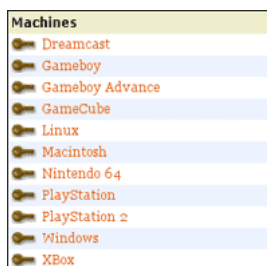 Machines
Dreamcast
Gameboy
Gameboy Advance
GameCube
Linux
Macintosh
Nintendo 64
PlayStation
PlayStation 2
Windows
XBox